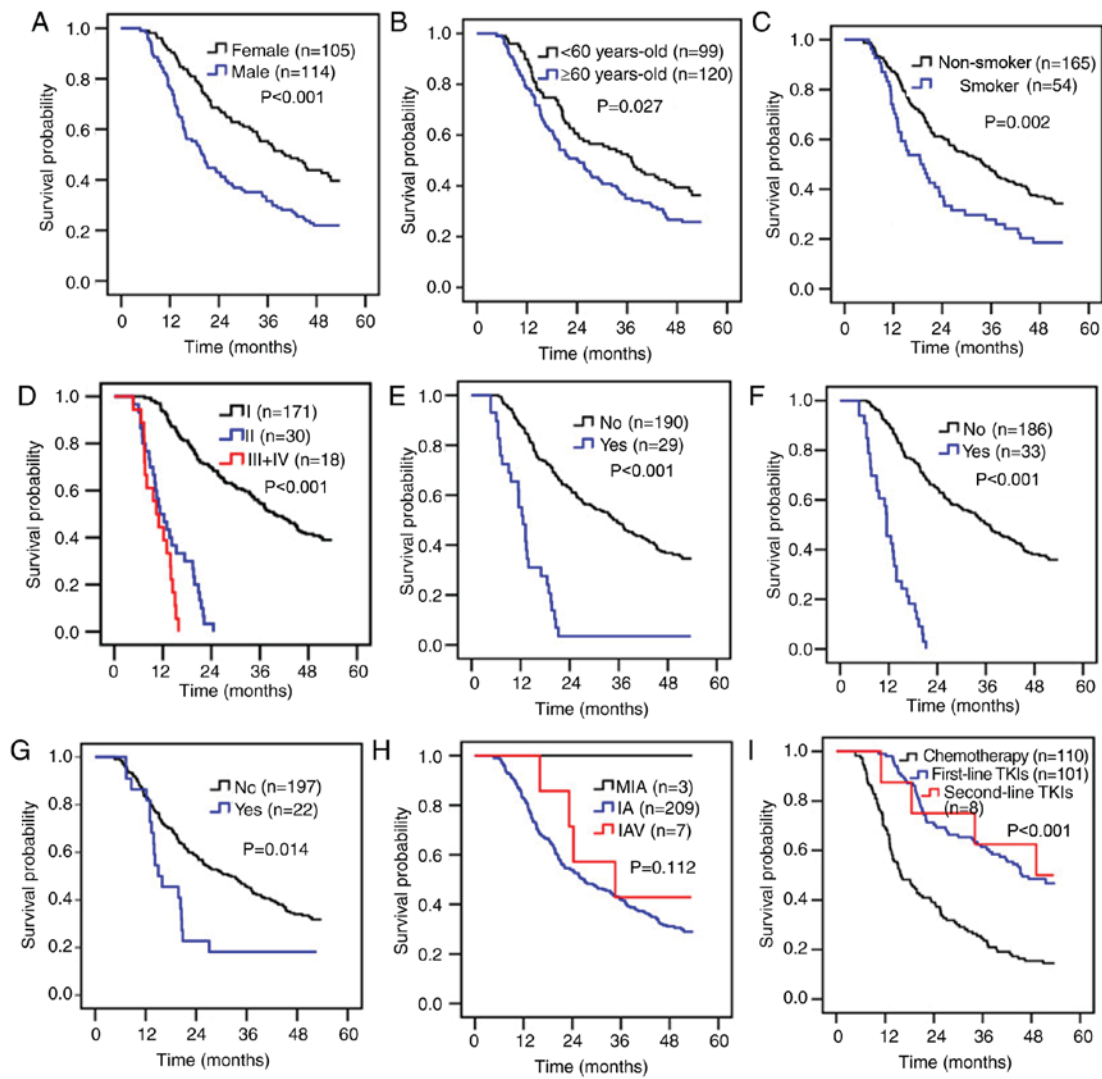 A
Survival probability
1.0
0.8
0.6
0.4
0.2
0.0
Female (n=105)
Male (n=114)
P<0.001
0 12 24 36 48 60
Time (months)
B
Survival probability
1.0
0.8
0.6
0.4
0.2
0.0
<60 years-old (n=99)
≥60 years-old (n=120)
P=0.027
0 12 24 36 48 60
Time (months)
C
Survival probability
1.0
0.8
0.6
0.4
0.2
0.0
Non-smoker (n=165)
Smoker (n=54)
P=0.002
0 12 24 36 48 60
Time (months)
D
Survival probability
1.0
0.8
0.6
0.4
0.2
0.0
I (n=171)
II (n=30)
III+IV (n=18)
P<0.001
0 12 24 36 48 60
Time (months)
E
Survival probability
1.0
0.8
0.6
0.4
0.2
0.0
No (n=190)
Yes (n=29)
P<0.001
0 12 24 36 48 60
Time (months)
F
Survival probability
1.0
0.8
0.6
0.4
0.2
0.0
No (n=186)
Yes (n=33)
P<0.001
0 12 24 36 48 60
Time (months)
G
Survival probability
1.0
0.8
0.6
0.4
0.2
0.0
Nc (n=197)
Yes (n=22)
P=0.014
0 12 24 36 48 60
Time (months)
H
Survival probability
1.0
0.8
0.6
0.4
0.2
0.0
MIA (n=3)
IA (n=209)
IAV (n=7)
P=0.112
0 12 24 36 48 60
Time (months)
I
Survival probability
1.0
0.8
0.6
0.4
0.2
0.0
Chemotherapy (n=110)
First-line TKIs (n=101)
Second-line TKIs
(n=8)
P<0.001
0 12 24 36 48 60
Time (months)